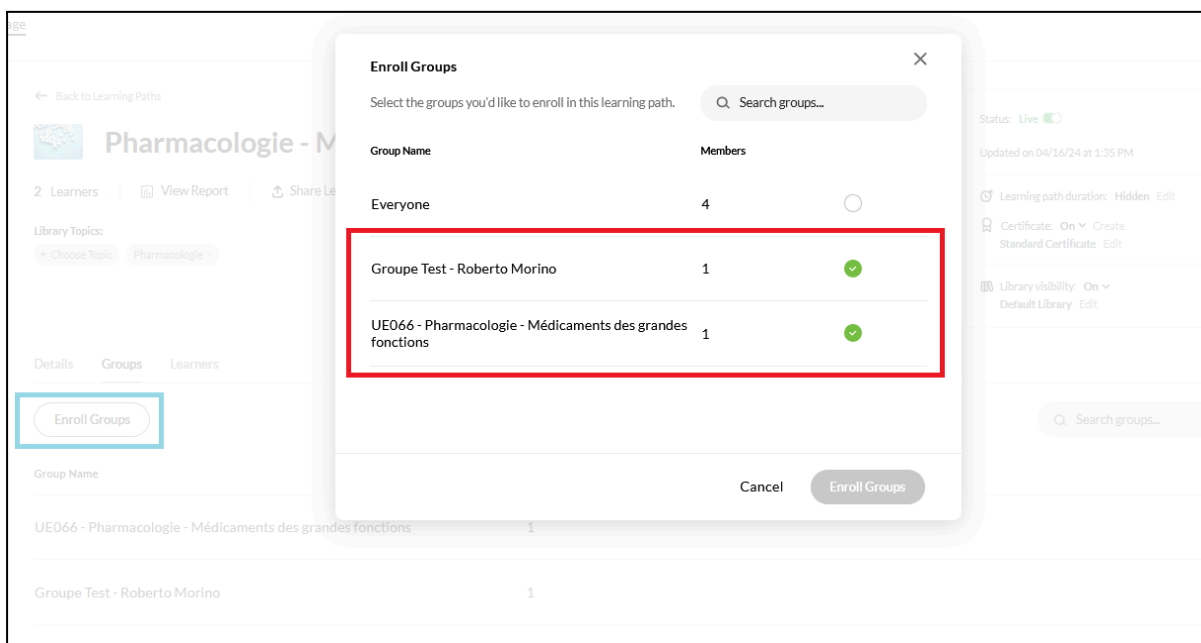 age
Enroll Groups
Select the groups you'd like to enroll in this learning path.
Search groups...
Group Name Members
Everyone 4
Groupe Test - Roberto Morino 1
UE066 - Pharmacologie - Médicaments des grandes
fonctions 1
Cancel Enroll Groups
Back to Learning Paths
Pharmacologie - M
2 Learners View Report Share Le
Library Topics:
+ Choose Topic Pharmacologie ×
Status: Live
Updated on 04/16/24 at 1:35 PM
Learning path duration: Hidden Edit
Certificate: On Create
Standard Certificate Edit
Library visibility: On
Default Library Edit
Details Groups Learners
Enroll Groups
Search groups...
Group Name
UE066 - Pharmacologie - Médicaments des grandes fonctions 1
Groupe Test - Roberto Morino 1